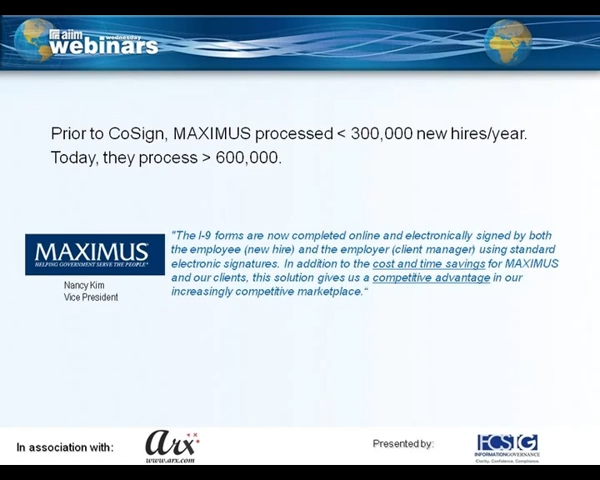 aiim
wednesday
webinars
Prior to CoSign, MAXIMUS processed < 300,000 new hires/year.
Today, they process > 600,000.
MAXIMUS
HELPING GOVERNMENT SERVE THE PEOPLE®
Nancy Kim
Vice President
"The I-9 forms are now completed online and electronically signed by both
the employee (new hire) and the employer (client manager) using standard
electronic signatures. In addition to the cost and time savings for MAXIMUS
and our clients, this solution gives us a competitive advantage in our
increasingly competitive marketplace."
In association with:
arx
www.arx.com
Presented by:
INFORMATIONGOVERNANCE
Clarity. Confidence. Compliance.